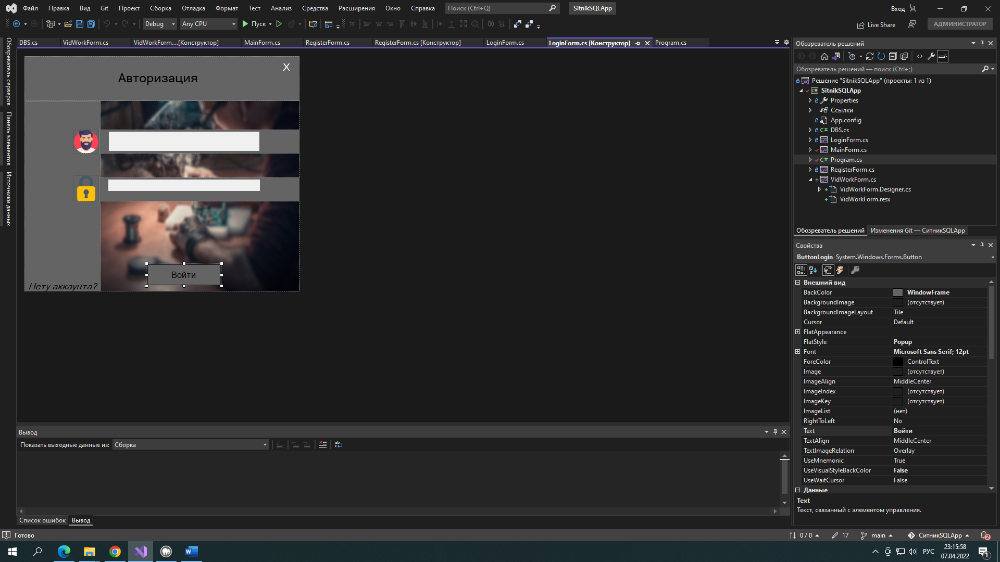 Файл Правка Вид Git Проект Сборка Отладка Формат Тест Анализ Средства Расширения Окно Справка Поиск (Ctrl+Q) SitnikSQLApp Вход
Debug Any CPU Пуск Live Share АДМИНИСТРАТОР
DBS.cs VidWorkForm.cs VidWorkForm....[Конструктор] MainForm.cs RegisterForm.cs RegisterForm.cs [Конструктор] LoginForm.cs LoginForm.cs [Конструктор] Program.cs
Обозреватель серверов
Панель элементов
Источники данных
X
Авторизация
Войти
Нету аккаунта?
Обозреватель решений
Обозреватель решений — поиск (Ctrl+;)
Решение "SitnikSQLApp" (проекты: 1 из 1)
SitnikSQLApp
Properties
Ссылки
App.config
DBS.cs
LoginForm.cs
MainForm.cs
Program.cs
RegisterForm.cs
VidWorkForm.cs
VidWorkForm.Designer.cs
VidWorkForm.resx
Обозреватель решений Изменения Git — СитникSQLApp
Свойства
ButtonLogin System.Windows.Forms.Button
Внешний вид
BackColor WindowFrame
BackgroundImage (отсутствует)
BackgroundImageLayout Tile
Cursor Default
FlatAppearance
FlatStyle Popup
Font Microsoft Sans Serif; 12pt
ForeColor ControlText
Image (отсутствует)
ImageAlign MiddleCenter
ImageIndex (отсутствует)
ImageKey (отсутствует)
ImageList (нет)
RightToLeft No
Text Войти
TextAlign MiddleCenter
TextImageRelation Overlay
UseMnemonic True
UseVisualStyleBackColor False
UseWaitCursor False
Данные
Text
Текст, связанный с элементом управления.
Вывод
Показать выходные данные из: Сборка
Список ошибок Вывод
Готово 0 / 0 17 main СитникSQLApp 2
РУС 23:15:58
07.04.2022 1